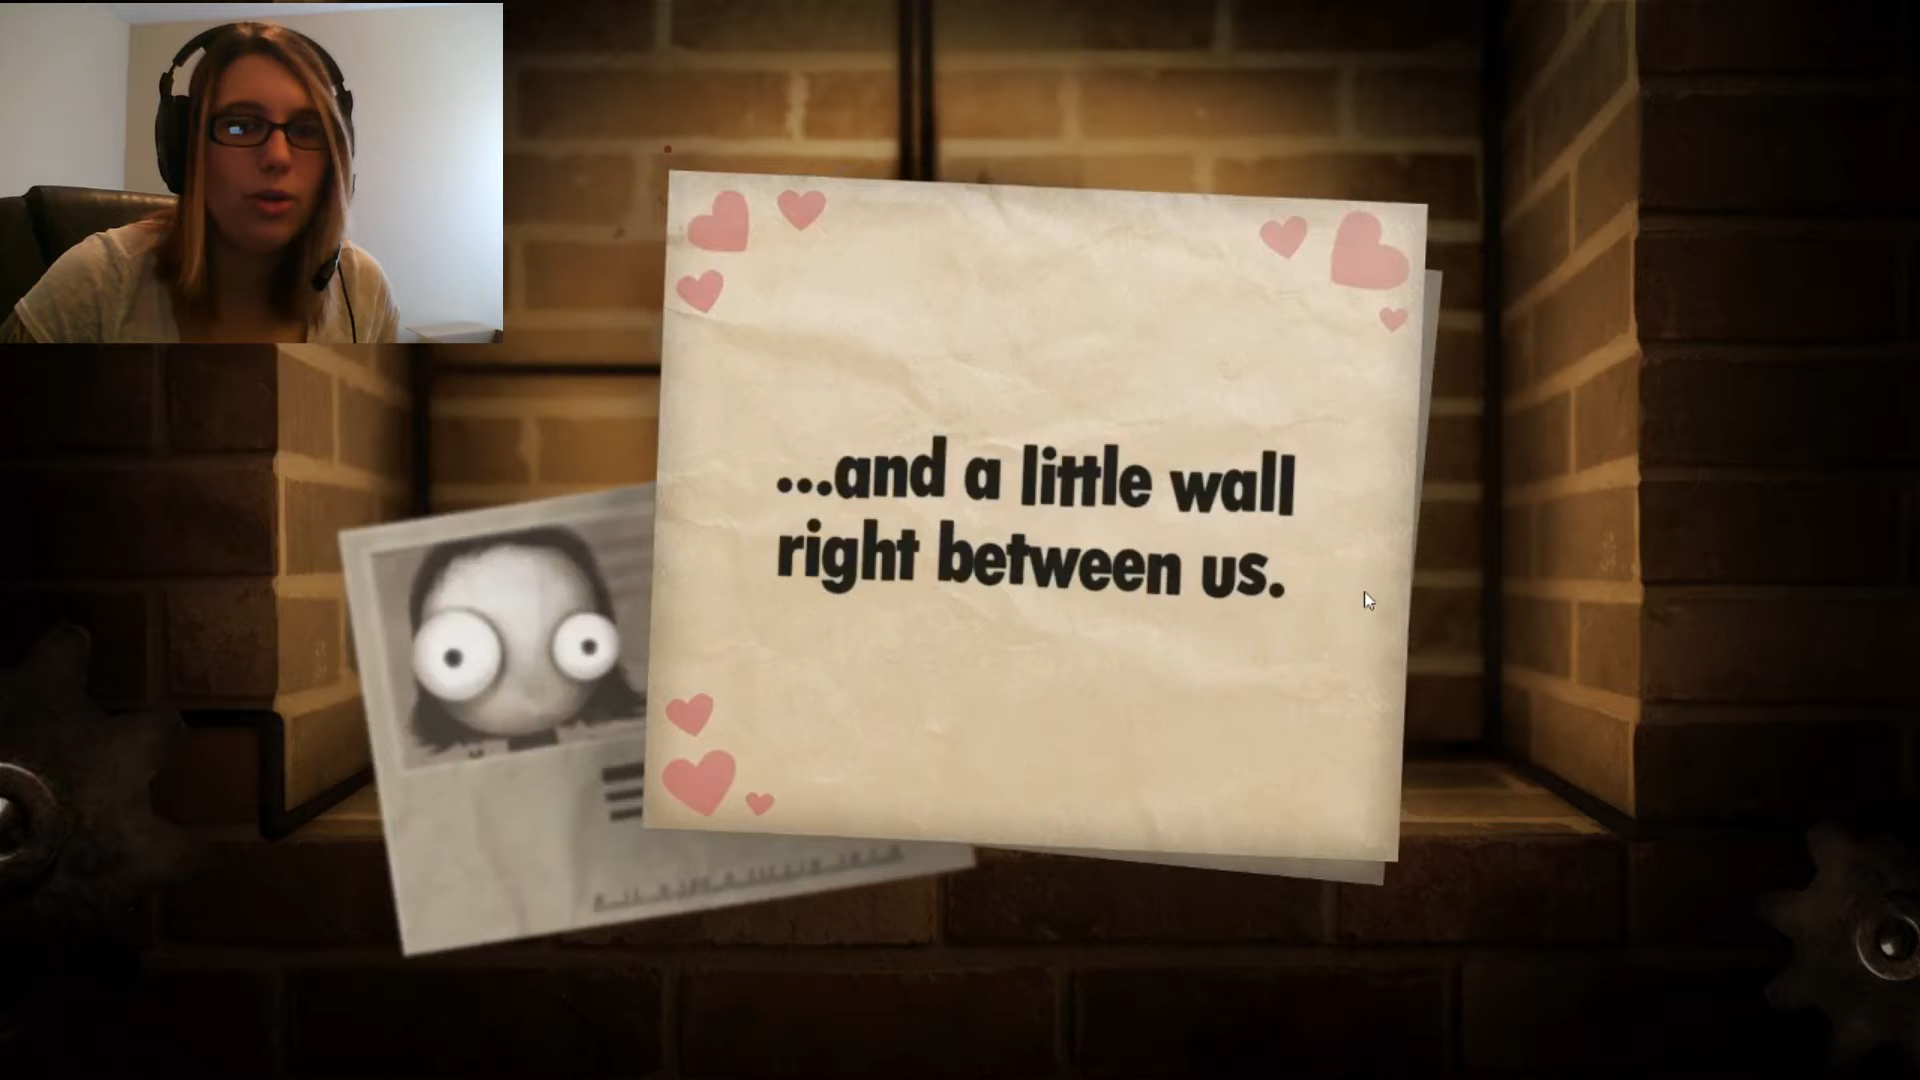 ...and a little wall
right between us.